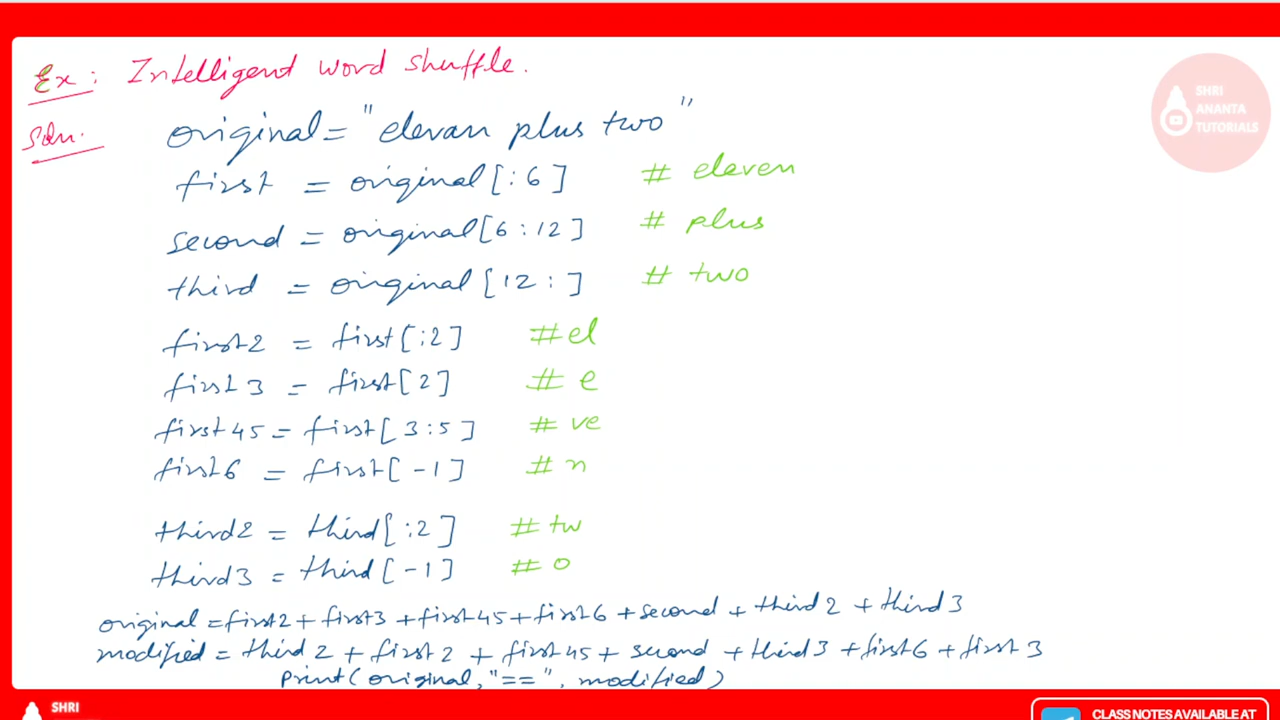 Ex: Intelligent word shuffle.
SHRI
ANANTA
TUTORIALS
Soln. original = "elevan plus two"
first = original[:6] # eleven
second = original[6:12] # plus
third = original[12:] # two
first2 = first[:2] #el
first3 = first[2] # e
first45 = first[3:5] # ve
first6 = first[-1] # n
third2 = third[:2] # tw
third3 = third[-1] # o
original = first2 + first3 + first45 + first6 + second + third2 + third3
modified = third2 + first2 + first45 + second + third3 + first6 + first3
print(original, "==", modified)
SHRI
CLASS NOTES AVAILABLE AT